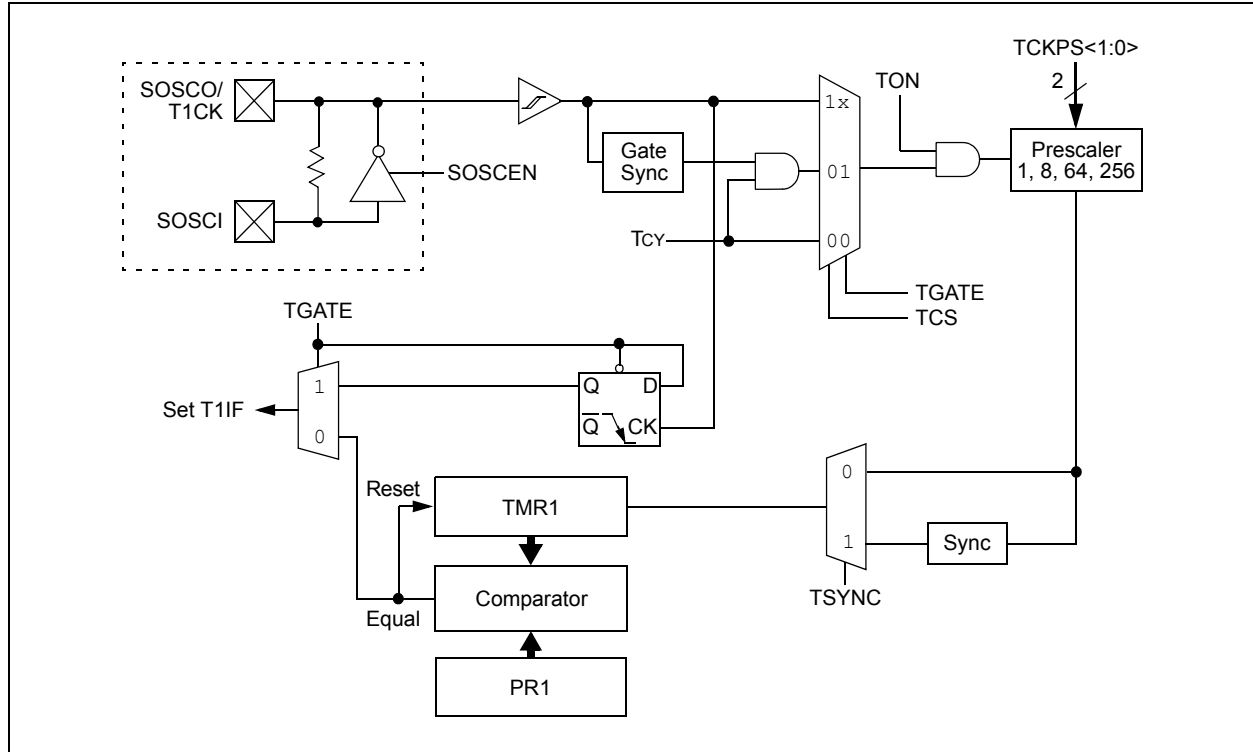 TCKPS<1:0>
SOSCO/
T1CK
TON
2
1x
Prescaler
1, 8, 64, 256
Gate
Sync
SOSCEN
01
SOSCI
TCY
00
TGATE
TCS
TGATE
1
Q
D
Set T1IF
Q
CK
0
Reset
TMR1
0
1
Sync
Comparator
TSYNC
Equal
PR1